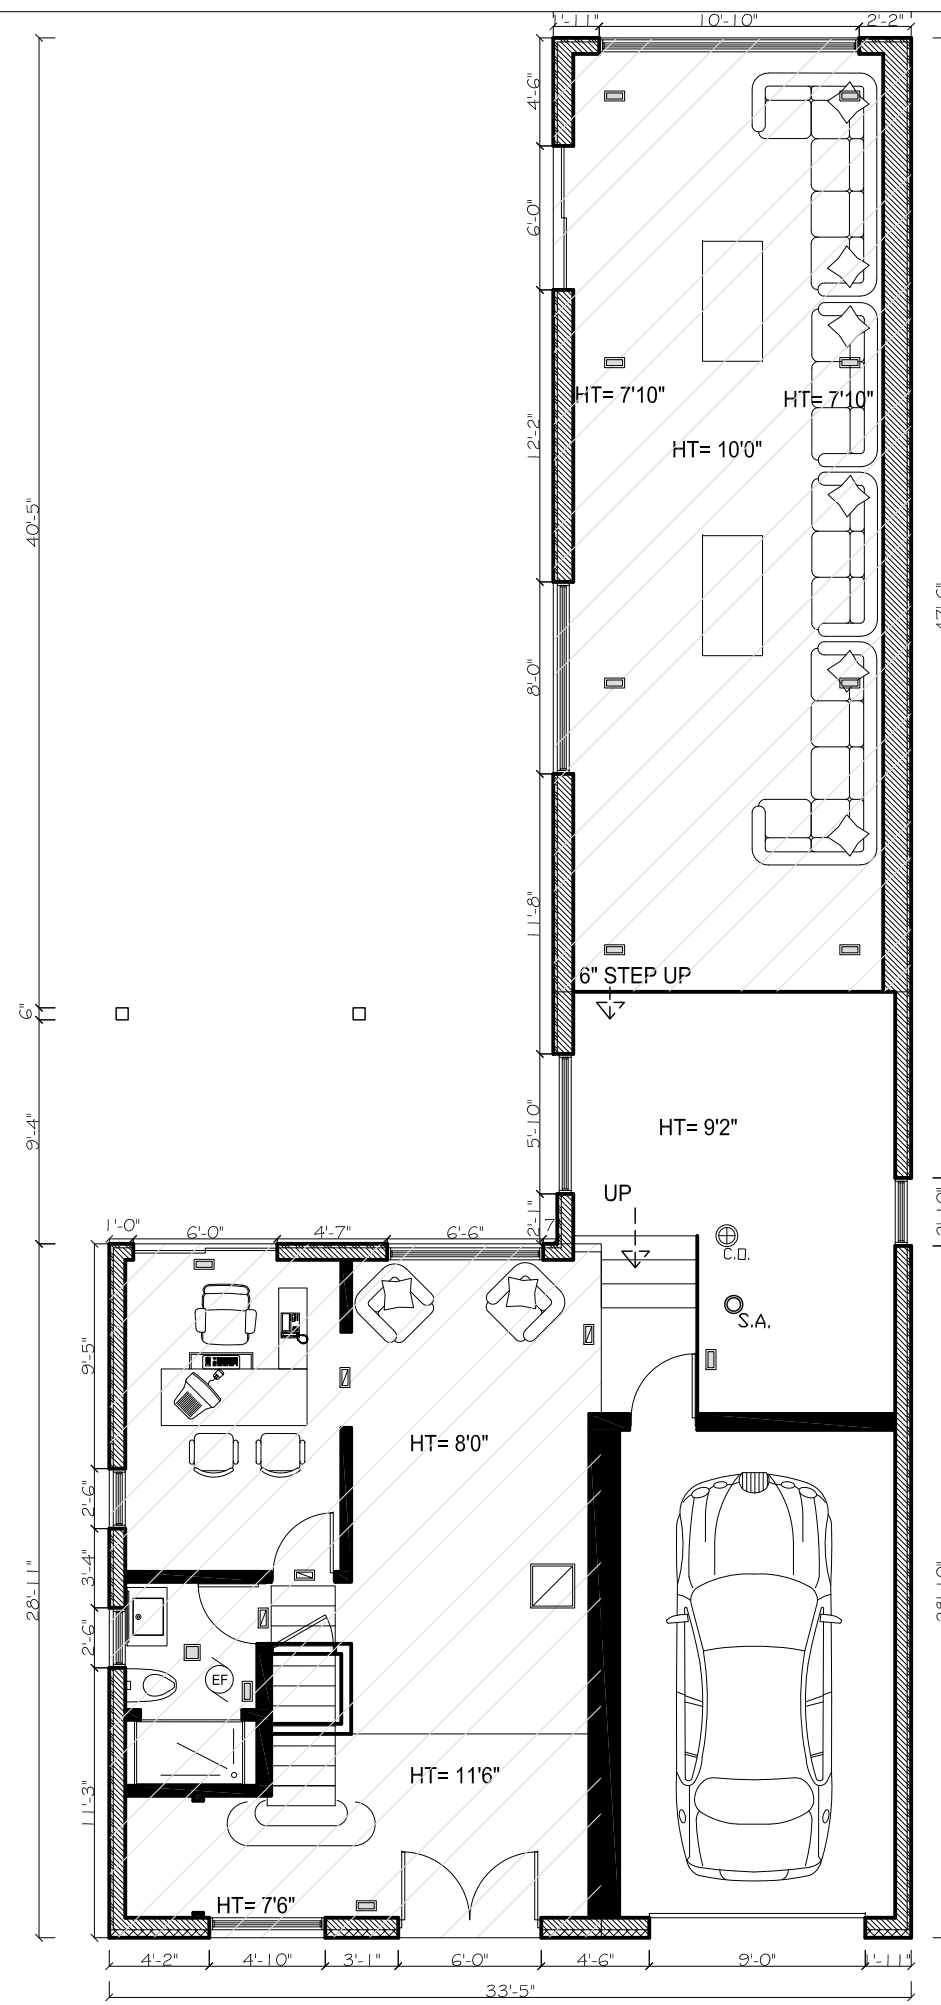 1'-11"
10'-10"
2'-2"
4'-6"
6'-0"
HT= 7'10"
HT= 7'10"
12'-2"
HT= 10'0"
40'-5"
8'-0"
11'-8"
6" STEP UP
6"
9'-4"
5'-10"
HT= 9'2"
UP
2'-1"
7"
1'-0"
6'-0"
4'-7"
6'-6"
C.O.
S.A.
9'-5"
HT= 8'0"
2'-6"
3'-4"
28'-11"
2'-6"
EF
11'-3"
HT= 11'6"
HT= 7'6"
4'-2"
4'-10"
3'-1"
6'-0"
4'-6"
9'-0"
1'-11"
33'-5"